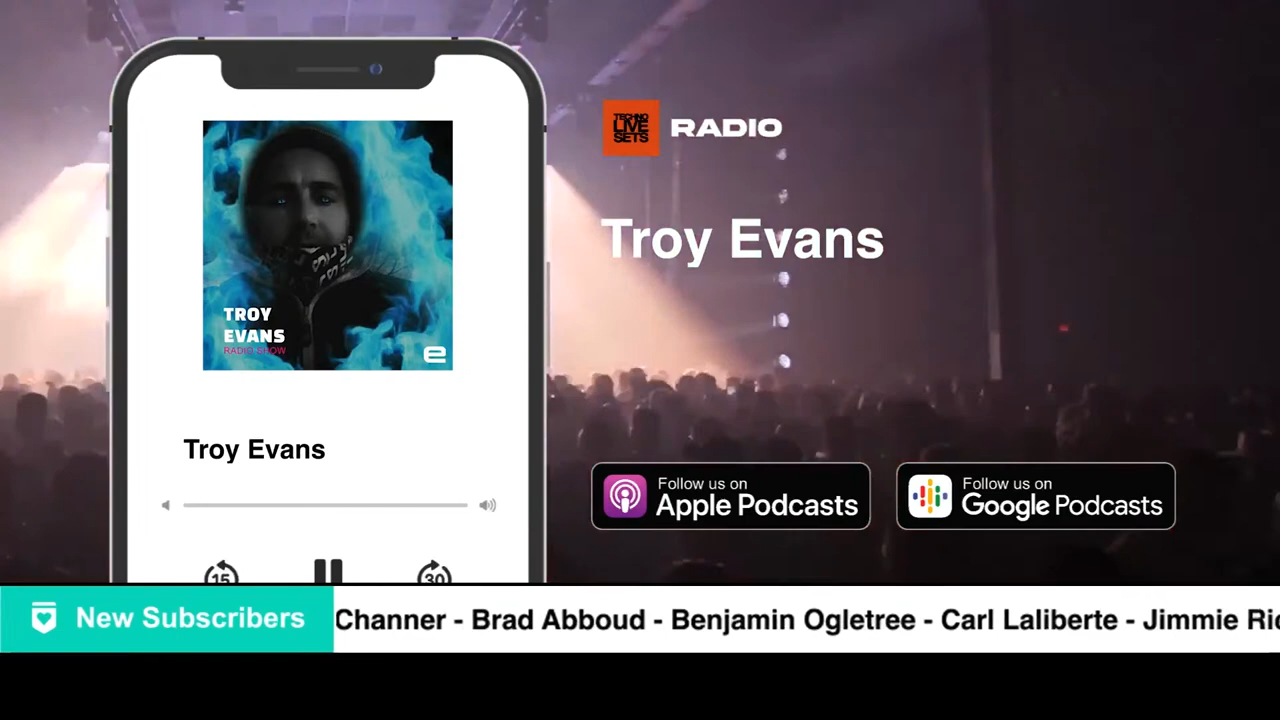 TECHNO
LIVE
SETS
RADIO
Troy Evans
TROY
EVANS
RADIO SHOW
e
Troy Evans
15
30
Follow us on
Apple Podcasts
Follow us on
Google Podcasts
New Subscribers
Channer - Brad Abboud - Benjamin Ogletree - Carl Laliberte - Jimmie Ric